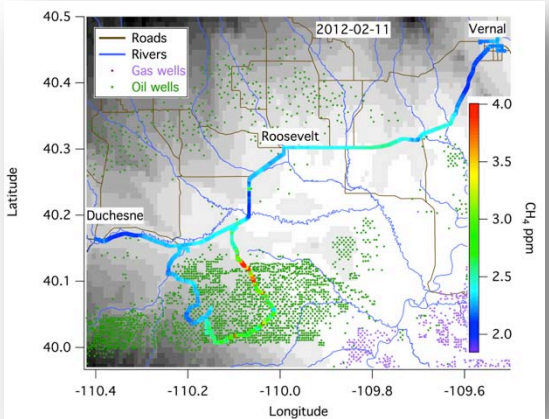 40.5
40.4
40.3
40.2
40.1
40.0
Latitude
Roads
Rivers
Gas wells
Oil wells
2012-02-11
Vernal
Roosevelt
Duchesne
4.0
3.5
3.0
2.5
2.0
CH4 ppm
-110.4
-110.2
-110.0
-109.8
-109.6
Longitude